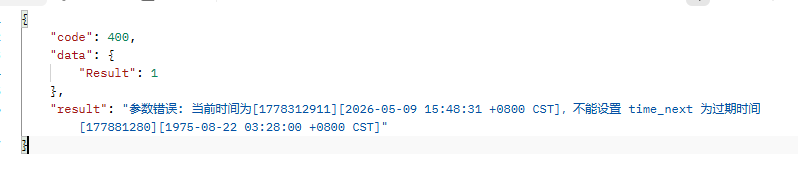 {
"code": 400,
"data": {
"Result": 1
},
"result": "参数错误: 当前时间为[1778312911][2026-05-09 15:48:31 +0800 CST], 不能设置 time_next 为过期时间
[177881280][1975-08-22 03:28:00 +0800 CST]"
}